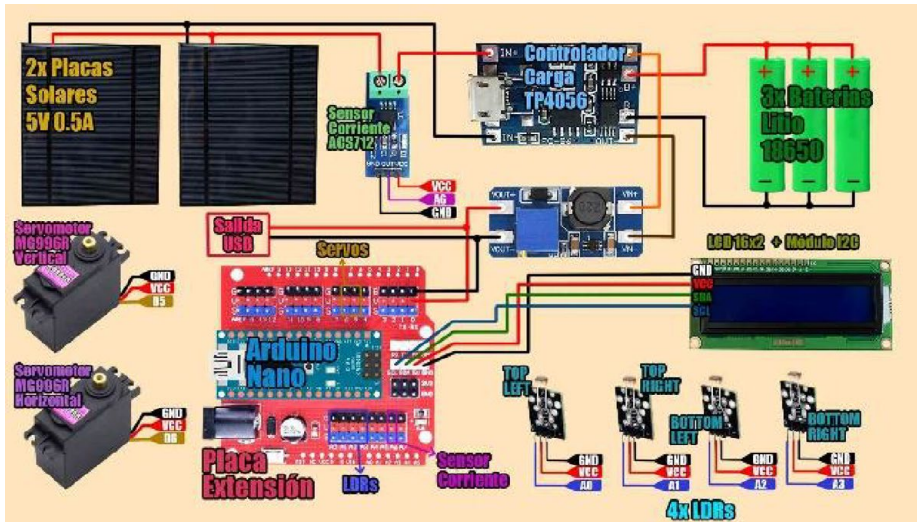 2x Placas
Solares
5V 0.5A
Sensor
Corriente
ACS712
VCC
A6
GND
IN+
IN-
Controlador
Carga
TP4056
B+
OUT-
3x Baterias
Litio
18650
VOUT+
VOUT-
VIN+
VIN-
220
Salida
USB
Servos
Servomotor
MG996R
Vertical
GND
VCC
D5
Servomotor
MG996R
Horizontal
GND
VCC
D6
Arduino
Nano
Placa
Extensión
LDRs
Sensor
Corriente
LCD 16x2 + Módulo I2C
GND
VCC
SDA
SCL
TOP
LEFT
GND
VCC
A0
TOP
RIGHT
GND
VCC
A1
BOTTOM
LEFT
GND
VCC
A2
BOTTOM
RIGHT
GND
VCC
A3
4x LDRs